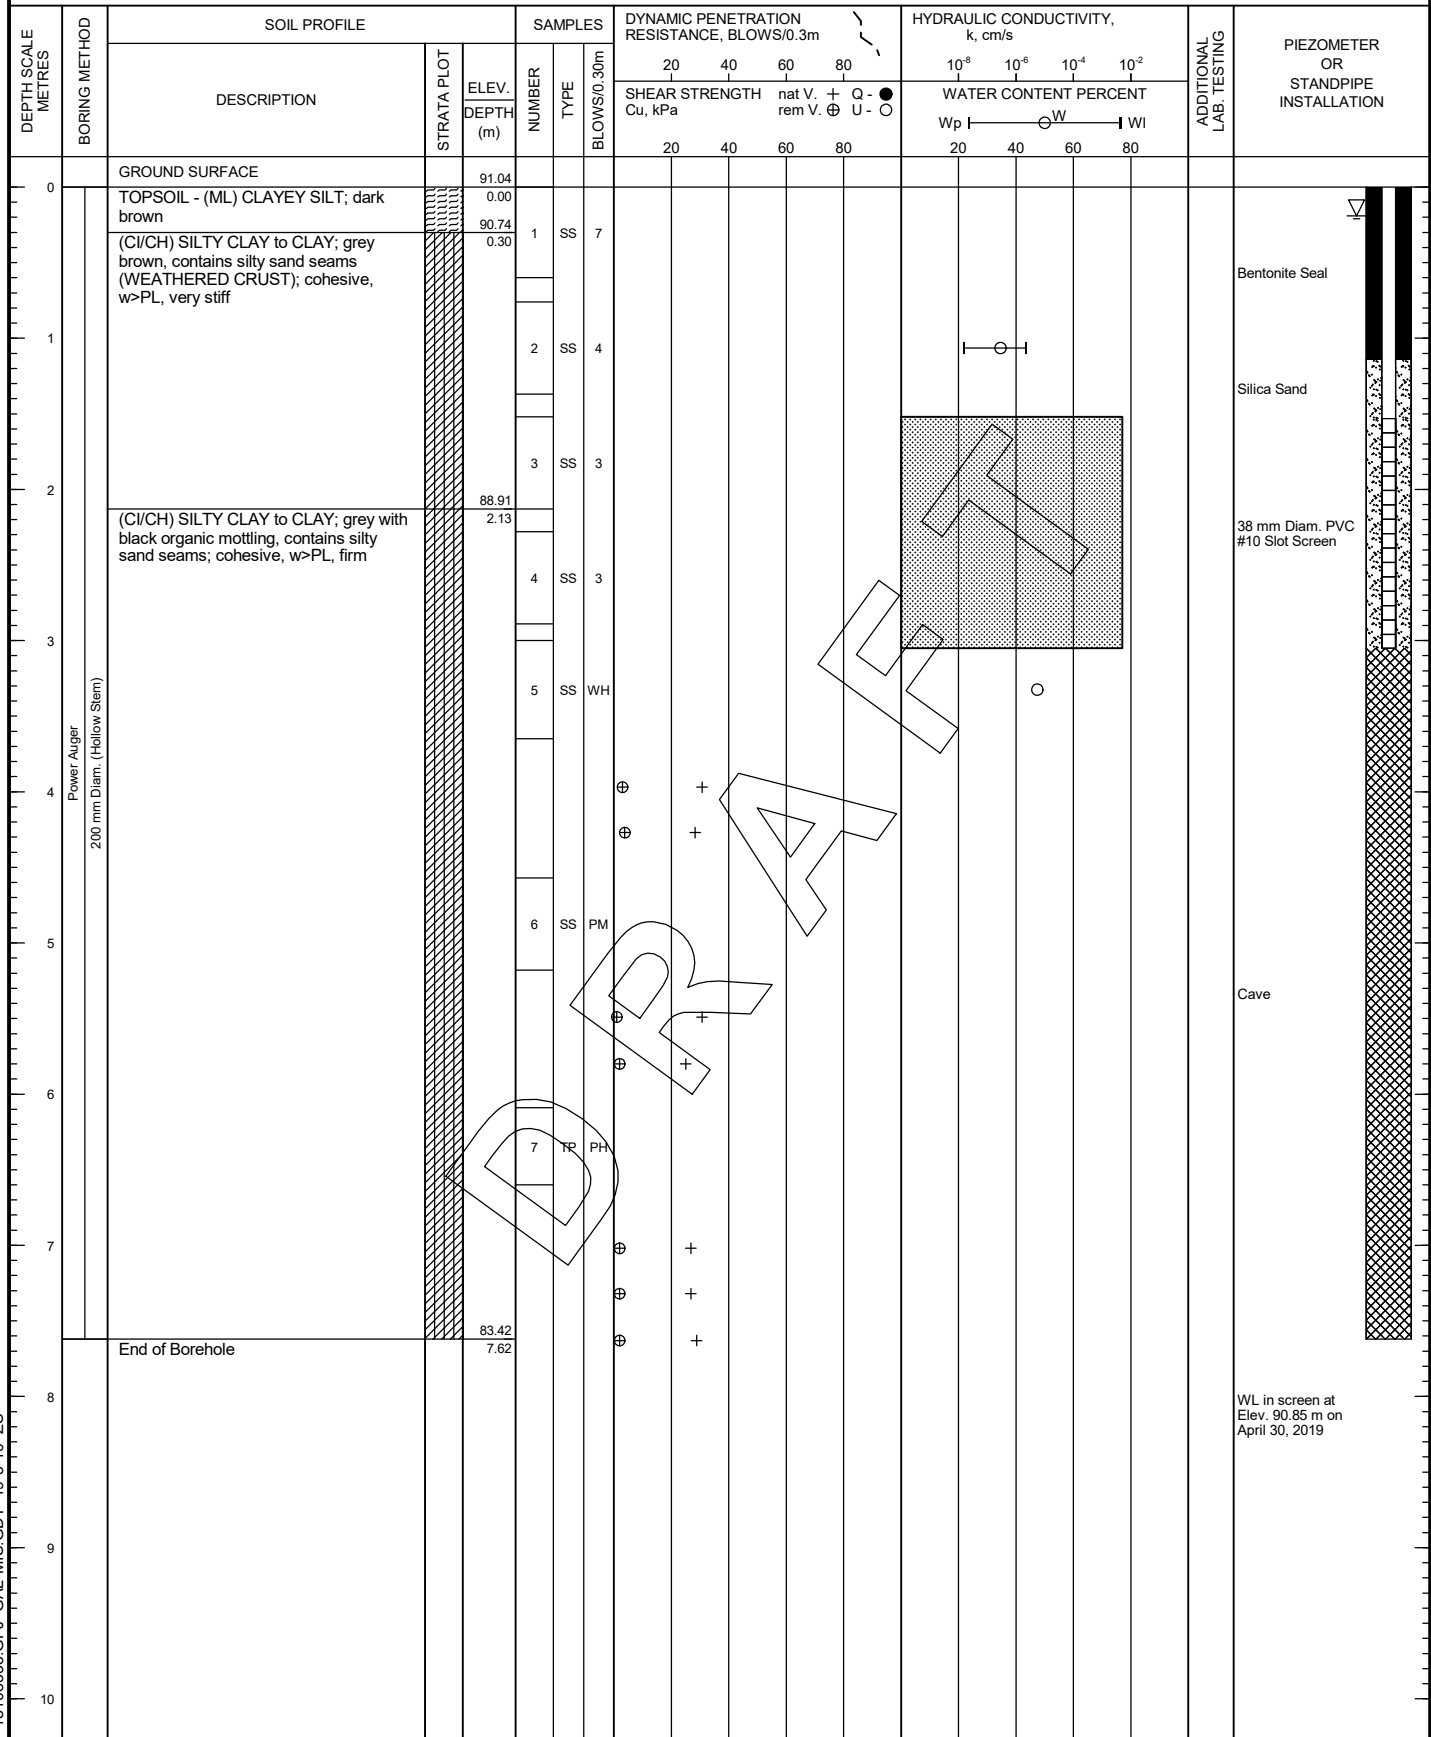 DEPTH SCALE
METRES
BORING METHOD
SOIL PROFILE
DESCRIPTION
STRATA PLOT
ELEV.
DEPTH
(m)
SAMPLES
NUMBER
TYPE
BLOWS/0.30m
DYNAMIC PENETRATION
RESISTANCE, BLOWS/0.3m
20 40 60 80
SHEAR STRENGTH nat V. + Q - ●
Cu, kPa rem V. ⊕ U - ○
20 40 60 80
HYDRAULIC CONDUCTIVITY,
k, cm/s
10⁻⁸ 10⁻⁶ 10⁻⁴ 10⁻²
WATER CONTENT PERCENT
Wp W Wl
20 40 60 80
ADDITIONAL
LAB. TESTING
PIEZOMETER
OR
STANDPIPE
INSTALLATION
GROUND SURFACE
91.04
0
TOPSOIL - (ML) CLAYEY SILT; dark
brown
0.00
90.74
0.30
(CI/CH) SILTY CLAY to CLAY; grey
brown, contains silty sand seams
(WEATHERED CRUST); cohesive,
w>PL, very stiff
1 SS 7
Bentonite Seal
1
2 SS 4
Silica Sand
3 SS 3
2
88.91
2.13
(CI/CH) SILTY CLAY to CLAY; grey with
black organic mottling, contains silty
sand seams; cohesive, w>PL, firm
38 mm Diam. PVC
#10 Slot Screen
4 SS 3
3
5 SS WH
Power Auger
200 mm Diam. (Hollow Stem)
4
6 SS PM
5
Cave
6
7 TP PH
7
83.42
7.62
End of Borehole
8
WL in screen at
Elev. 90.85 m on
April 30, 2019
9
10
DRAFT